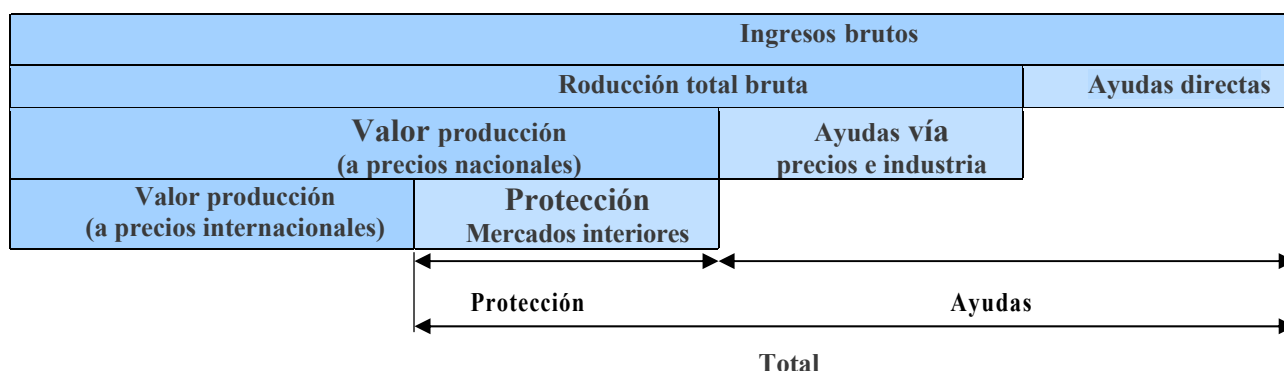 Ingresos brutos
Roducción total bruta
Ayudas directas
Valor producción
(a precios nacionales)
Ayudas vía
precios e industria
Valor producción
(a precios internacionales)
Protección
Mercados interiores
Protección
Ayudas
Total